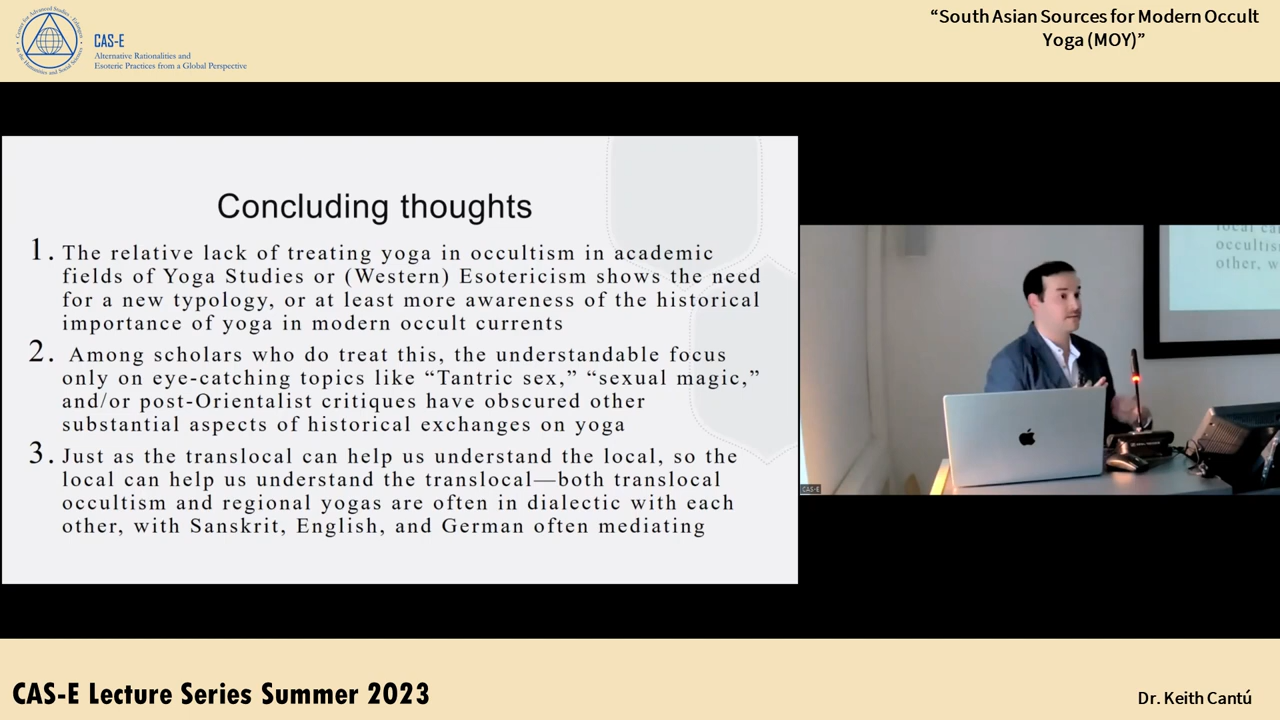 CAS-E
Alternative Rationalities and
Esoteric Practices from a Global Perspective
“South Asian Sources for Modern Occult
Yoga (MOY)”
Concluding thoughts
1. The relative lack of treating yoga in occultism in academic
fields of Yoga Studies or (Western) Esotericism shows the need
for a new typology, or at least more awareness of the historical
importance of yoga in modern occult currents
2. Among scholars who do treat this, the understandable focus
only on eye-catching topics like “Tantric sex,” “sexual magic,”
and/or post-Orientalist critiques have obscured other
substantial aspects of historical exchanges on yoga
3. Just as the translocal can help us understand the local, so the
local can help us understand the translocal—both translocal
occultism and regional yogas are often in dialectic with each
other, with Sanskrit, English, and German often mediating
local ca
occultis
other, w
CAS-E
CAS-E Lecture Series Summer 2023
Dr. Keith Cantú